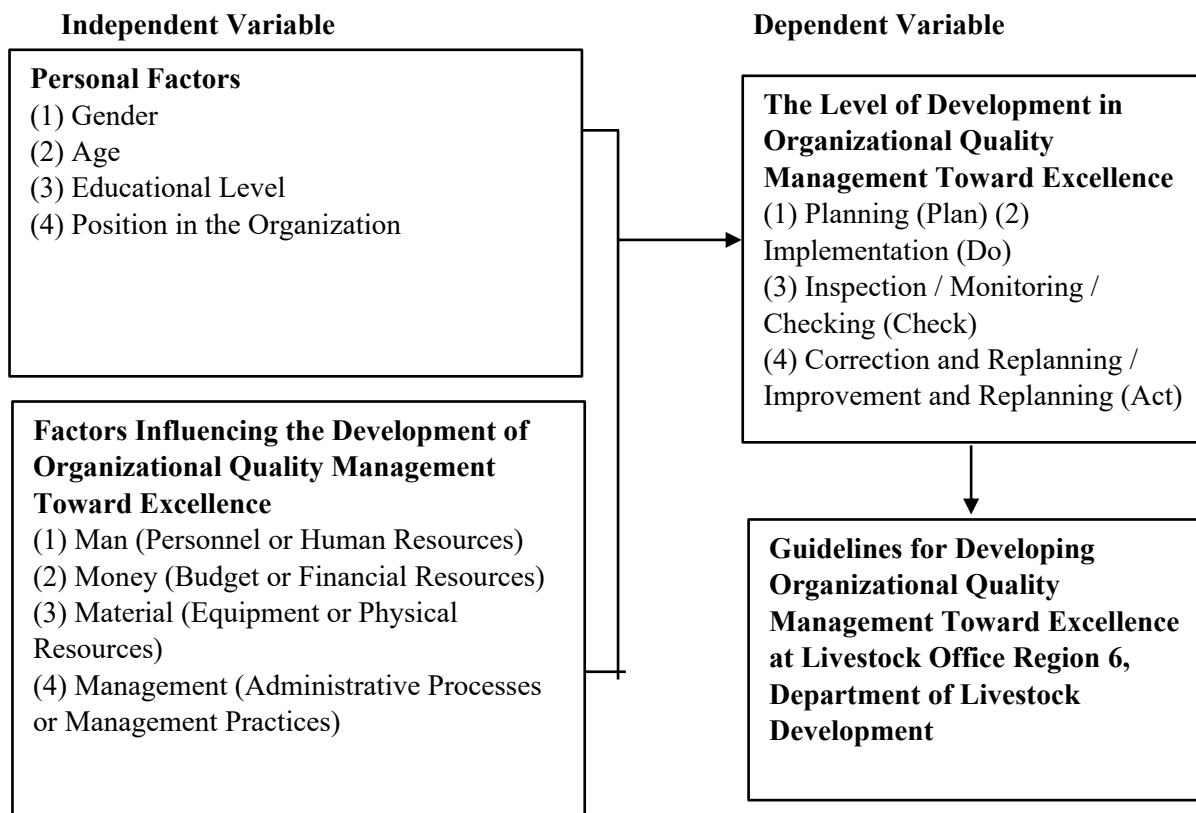 Independent Variable
Dependent Variable
Personal Factors
(1) Gender
(2) Age
(3) Educational Level
(4) Position in the Organization
Factors Influencing the Development of
Organizational Quality Management
Toward Excellence
(1) Man (Personnel or Human Resources)
(2) Money (Budget or Financial Resources)
(3) Material (Equipment or Physical
Resources)
(4) Management (Administrative Processes
or Management Practices)
The Level of Development in
Organizational Quality
Management Toward Excellence
(1) Planning (Plan) (2)
Implementation (Do)
(3) Inspection / Monitoring /
Checking (Check)
(4) Correction and Replanning /
Improvement and Replanning (Act)
Guidelines for Developing
Organizational Quality
Management Toward Excellence
at Livestock Office Region 6,
Department of Livestock
Development